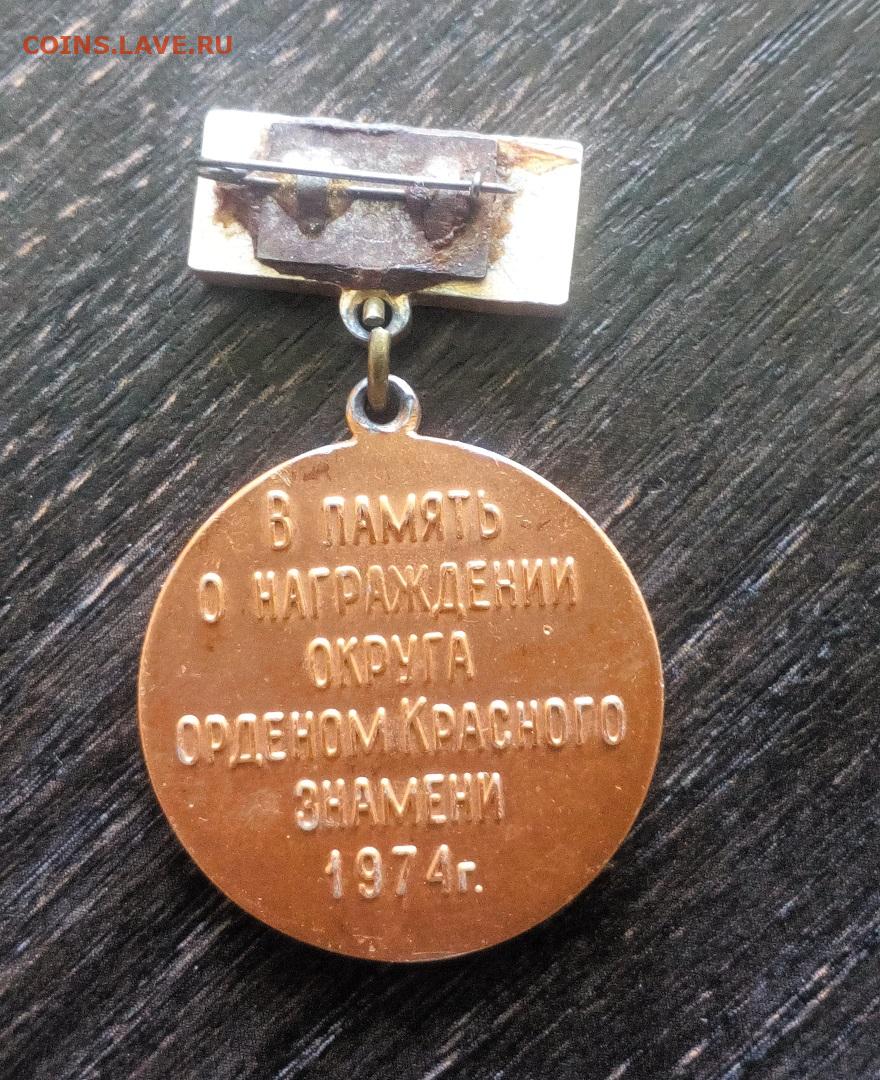 COINS.LAVE.RU
В ПАМЯТЬ
О НАГРАЖДЕНИИ
ОКРУГА
ОРДЕНОМ КРАСНОГО
ЗНАМЕНИ
1974г.